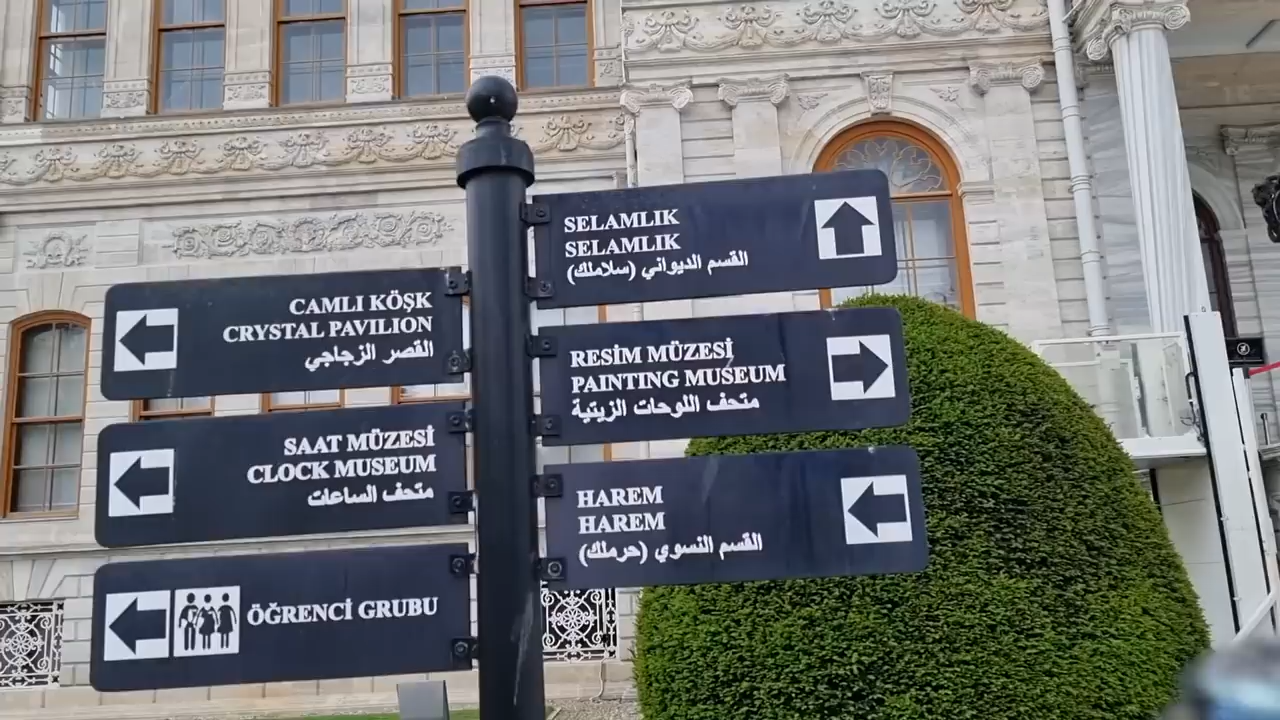 CAMLI KÖŞK
CRYSTAL PAVILION
القصر الزجاجي
SAAT MÜZESİ
CLOCK MUSEUM
متحف الساعات
ÖĞRENCİ GRUBU
SELAMLIK
SELAMLIK
القسم الديواني (سلاملك)
RESİM MÜZESİ
PAINTING MUSEUM
متحف اللوحات الزيتية
HAREM
HAREM
القسم النسوي (حرملك)